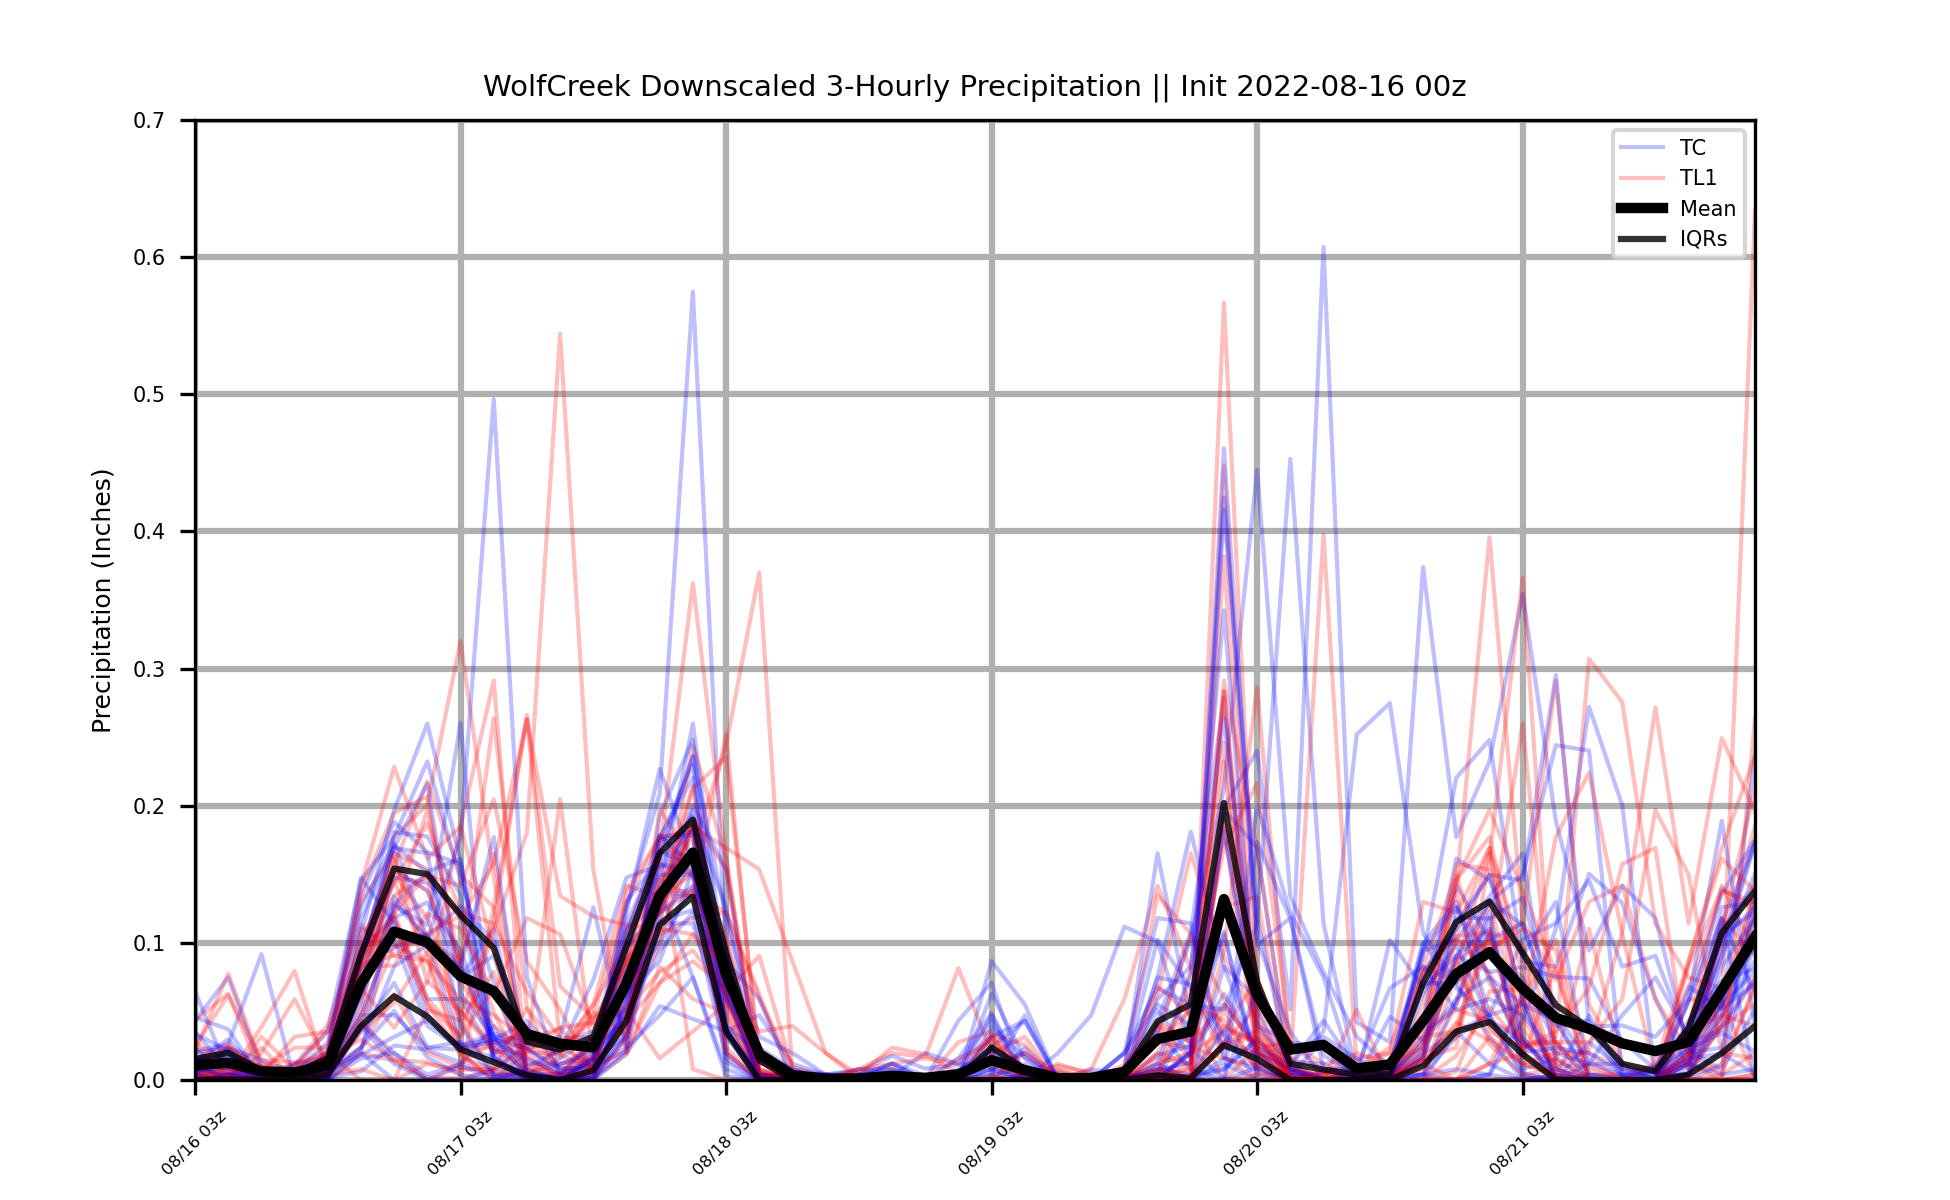 WolfCreek Downscaled 3-Hourly Precipitation || Init 2022-08-16 00z
Precipitation (Inches)
0.7
0.6
0.5
0.4
0.3
0.2
0.1
0.0
TC
TL1
Mean
IQRs
08/16 03z
08/17 03z
08/18 03z
08/19 03z
08/20 03z
08/21 03z